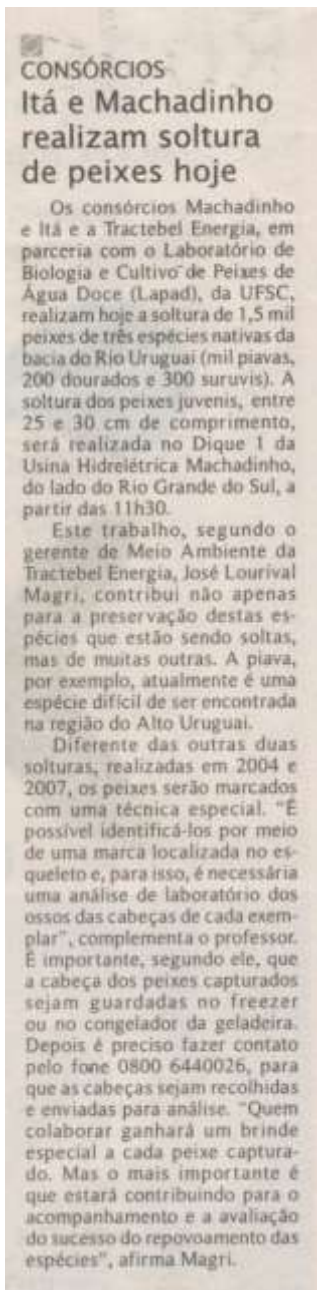 CONSÓRCIOS
Itá e Machadinho
realizam soltura
de peixes hoje
Os consórcios Machadinho
e Itá e a Tractebel Energia, em
parceria com o Laboratório de
Biologia e Cultivo de Peixes de
Água Doce (Lapad), da UFSC,
realizam hoje a soltura de 1,5 mil
peixes de três espécies nativas da
bacia do Rio Uruguai (mil piavas,
200 dourados e 300 suruvis). A
soltura dos peixes juvenis, entre
25 e 30 cm de comprimento,
será realizada no Dique 1 da
Usina Hidrelétrica Machadinho,
do lado do Rio Grande do Sul, a
partir das 11h30.
Este trabalho, segundo o
gerente de Meio Ambiente da
Tractebel Energia, José Lourival
Magri, contribui não apenas
para a preservação destas es-
pécies que estão sendo soltas,
mas de muitas outras. A piava,
por exemplo, atualmente é uma
espécie difícil de ser encontrada
na região do Alto Uruguai.
Diferente das outras duas
solturas, realizadas em 2004 e
2007, os peixes serão marcados
com uma técnica especial. "É
possível identificá-los por meio
de uma marca localizada no es-
queleto e, para isso, é necessária
uma análise de laboratório dos
ossos das cabeças de cada exem-
plar", complementa o professor.
É importante, segundo ele, que
a cabeça dos peixes capturados
sejam guardadas no freezer
ou no congelador da geladeira.
Depois é preciso fazer contato
pelo fone 0800 6440026, para
que as cabeças sejam recolhidas
e enviadas para análise. "Quem
colaborar ganhará um brinde
especial a cada peixe captura-
do. Mas o mais importante é
que estará contribuindo para o
acompanhamento e a avaliação
do sucesso do repovoamento das
espécies", afirma Magri.